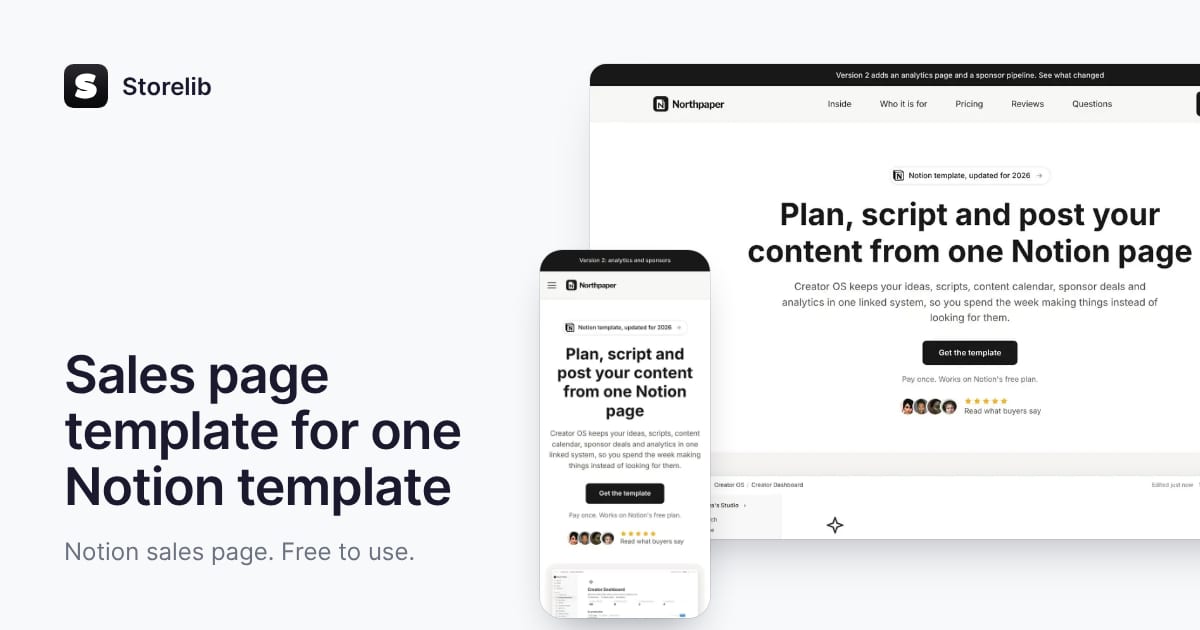 Storelib
Sales page
template for one
Notion template
Notion sales page. Free to use.
Version 2 adds an analytics page and a sponsor pipeline. See what changed
Northpaper
Inside
Who it is for
Pricing
Reviews
Questions
Notion template, updated for 2026 →
Plan, script and post your
content from one Notion page
Creator OS keeps your ideas, scripts, content calendar, sponsor deals and
analytics in one linked system, so you spend the week making things instead of
looking for them.
Get the template
Pay once. Works on Notion's free plan.
Read what buyers say
Creator OS / Creator Dashboard
Edited just now
's Studio
Version 2: analytics and sponsors
Northpaper
Notion template, updated for 2026 →
Plan, script and
post your content
from one Notion
page
Creator OS keeps your ideas, scripts, content
calendar, sponsor deals and analytics in one
linked system, so you spend the week making
things instead of looking for them.
Get the template
Pay once. Works on Notion's free plan.
Read what buyers say
Creator Dashboard